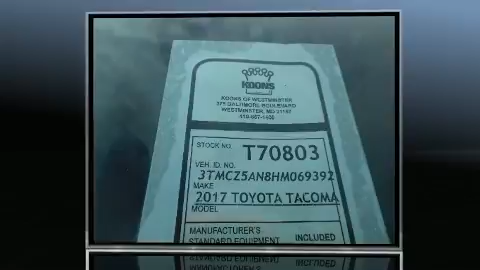 KOONS
KOONS OF WESTMINSTER
275 BALTIMORE BOULEVARD
WESTMINSTER, MD 21157
STOCK NO. T70803
VEH. ID. NO.
3TMCZ5AN8HM069392
MAKE
2017 TOYOTA TACOMA
MODEL
MANUFACTURER'S
STANDARD EQUIPMENT INCLUDED